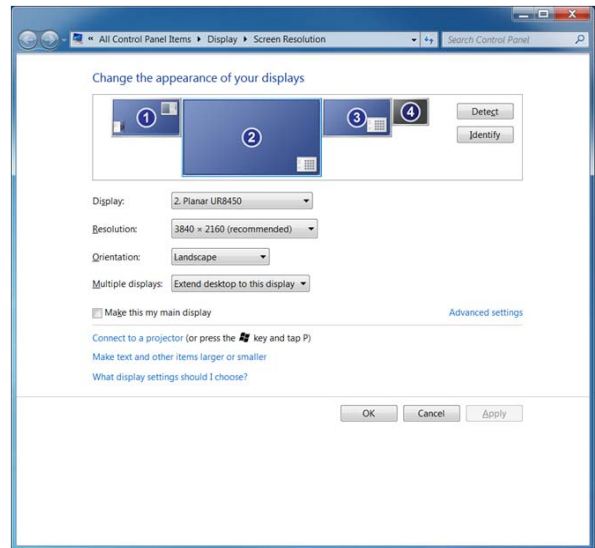 « All Control Panel Items ▸ Display ▸ Screen Resolution Search Control Panel
Change the appearance of your displays
1 2 3 4
Detect
Identify
Display: 2. Planar UR8450
Resolution: 3840 × 2160 (recommended)
Orientation: Landscape
Multiple displays: Extend desktop to this display
Make this my main display Advanced settings
Connect to a projector (or press the key and tap P)
Make text and other items larger or smaller
What display settings should I choose?
OK Cancel Apply